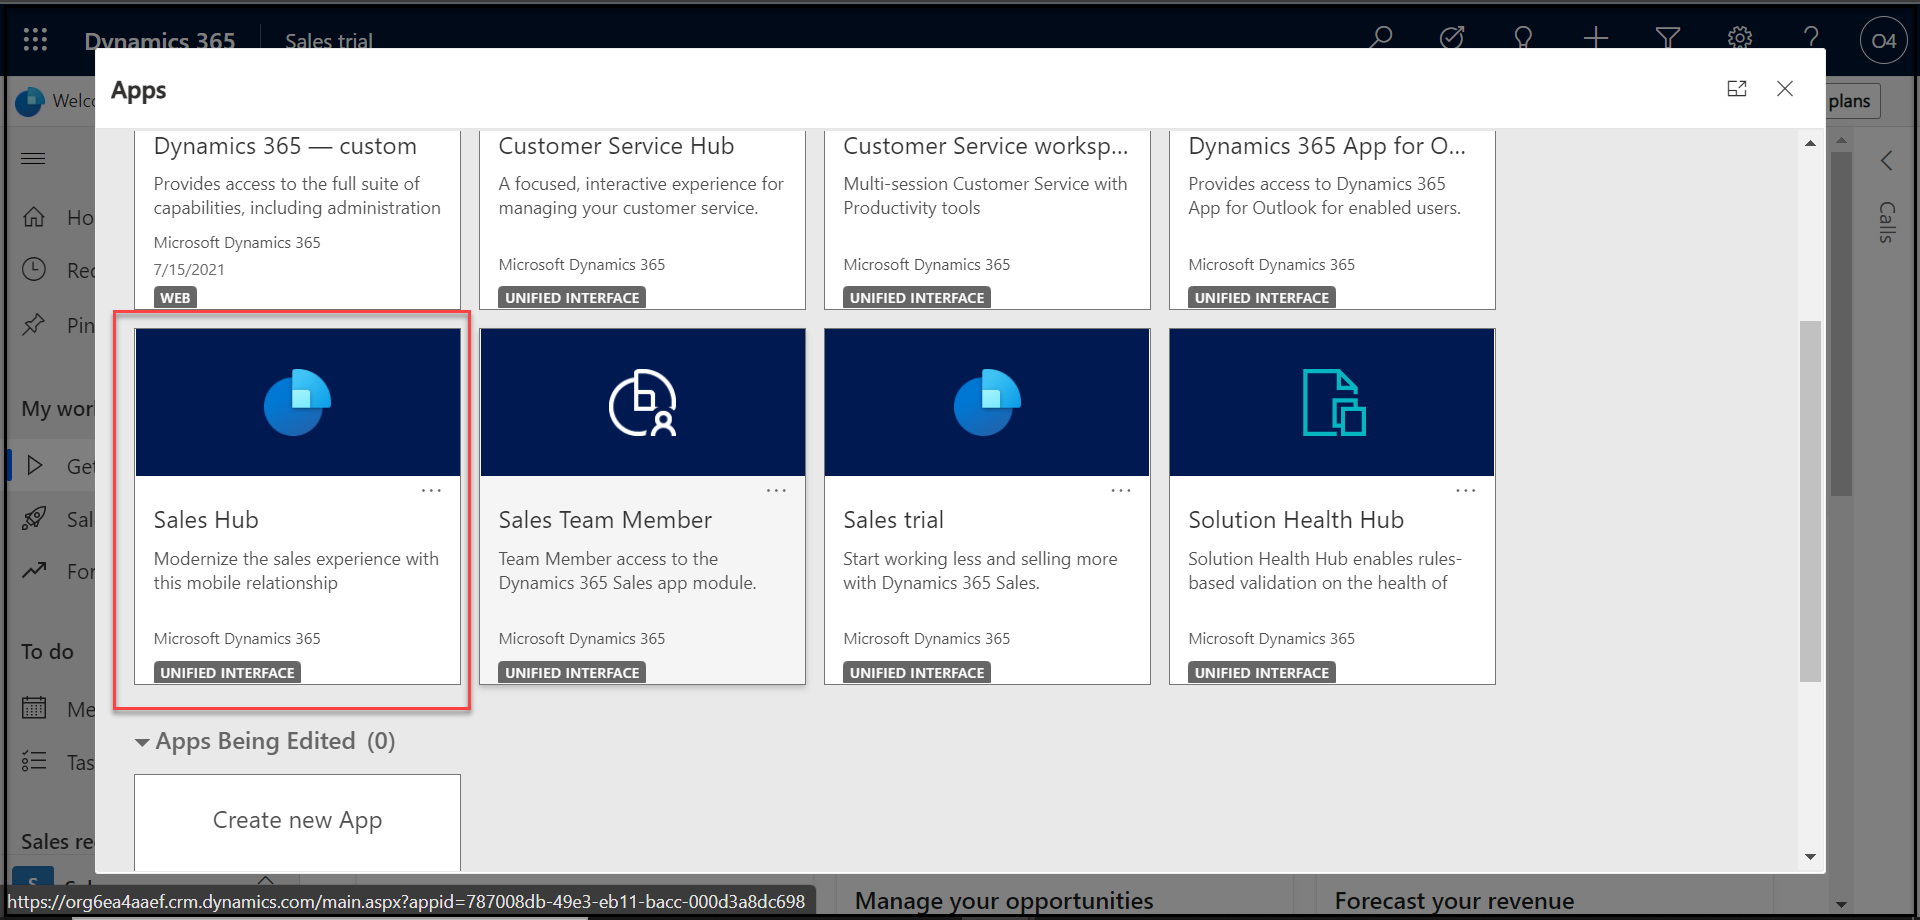 Dynamics 365
Sales trial
O4
Welco
plans
Apps
Dynamics 365 — custom
Provides access to the full suite of
capabilities, including administration
Microsoft Dynamics 365
7/15/2021
WEB
Customer Service Hub
A focused, interactive experience for
managing your customer service.
Microsoft Dynamics 365
UNIFIED INTERFACE
Customer Service worksp...
Multi-session Customer Service with
Productivity tools
Microsoft Dynamics 365
UNIFIED INTERFACE
Dynamics 365 App for O...
Provides access to Dynamics 365
App for Outlook for enabled users.
Microsoft Dynamics 365
UNIFIED INTERFACE
Calls
Ho
Rec
Pin
My wor
Get
Sal
For
To do
Me
Tas
Sales re
S
Sales Hub
Modernize the sales experience with
this mobile relationship
Microsoft Dynamics 365
UNIFIED INTERFACE
Sales Team Member
Team Member access to the
Dynamics 365 Sales app module.
Microsoft Dynamics 365
UNIFIED INTERFACE
Sales trial
Start working less and selling more
with Dynamics 365 Sales.
Microsoft Dynamics 365
UNIFIED INTERFACE
Solution Health Hub
Solution Health Hub enables rules-
based validation on the health of
Microsoft Dynamics 365
UNIFIED INTERFACE
Apps Being Edited (0)
Create new App
https://org6ea4aaef.crm.dynamics.com/main.aspx?appid=787008db-49e3-eb11-bacc-000d3a8dc698
Manage your opportunities
Forecast your revenue